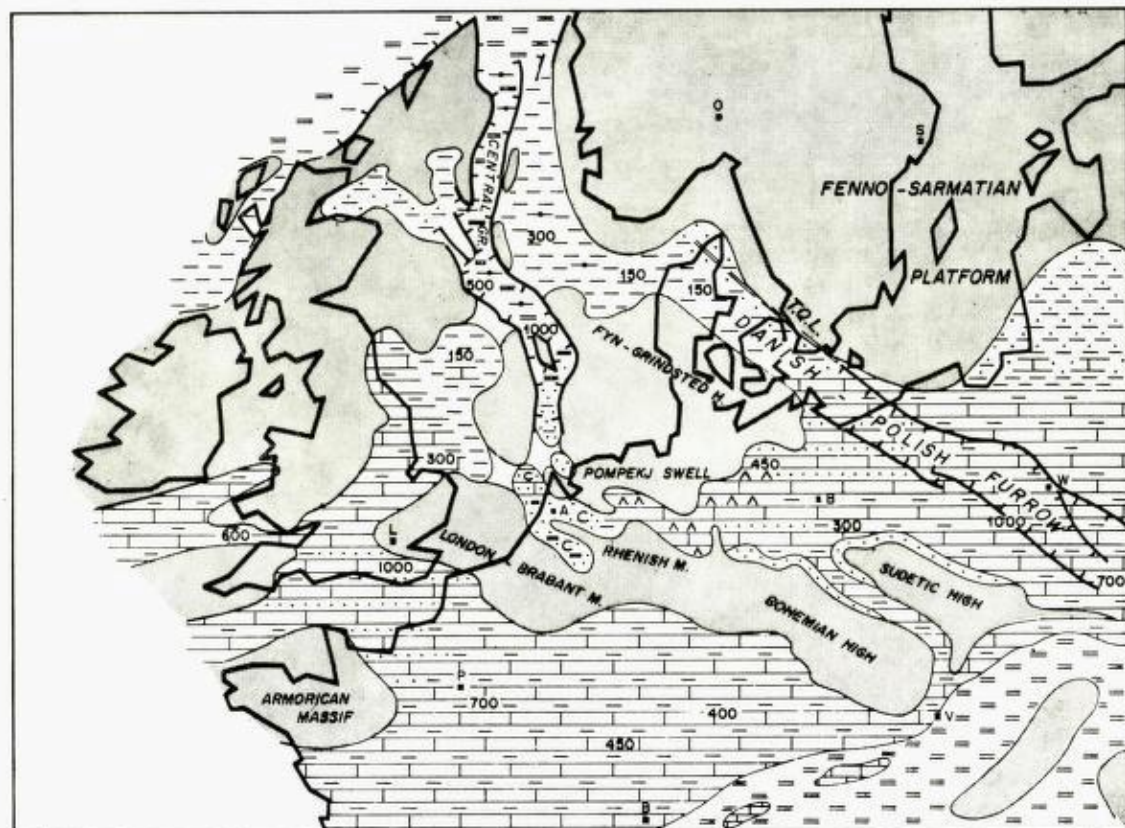 O
S
CENTRAL GR.
FENNO-SARMATIAN
PLATFORM
300
150
150
500
T.Q.L.
1000
FYN-GRINDSTED H.
DANISH - POLISH FURROW
150
300
POMPEKJ SWELL
450
C
W
B
A C
300
1000
600
L
LONDON
BRABANT M.
C
RHENISH M.
1000
SUDETIC HIGH
700
BOHEMIAN HIGH
P
ARMORICAN
MASSIF
700
400
V
450
B